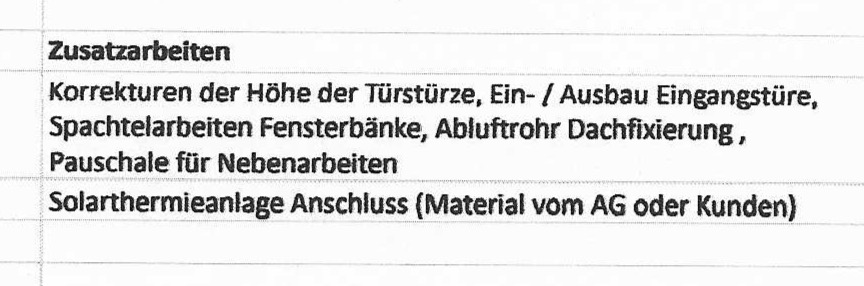 Zusatzarbeiten
Korrekturen der Höhe der Türstürze, Ein- / Ausbau Eingangstüre,
Spachtelarbeiten Fensterbänke, Abluftrohr Dachfixierung ,
Pauschale für Nebenarbeiten
Solarthermieanlage Anschluss (Material vom AG oder Kunden)